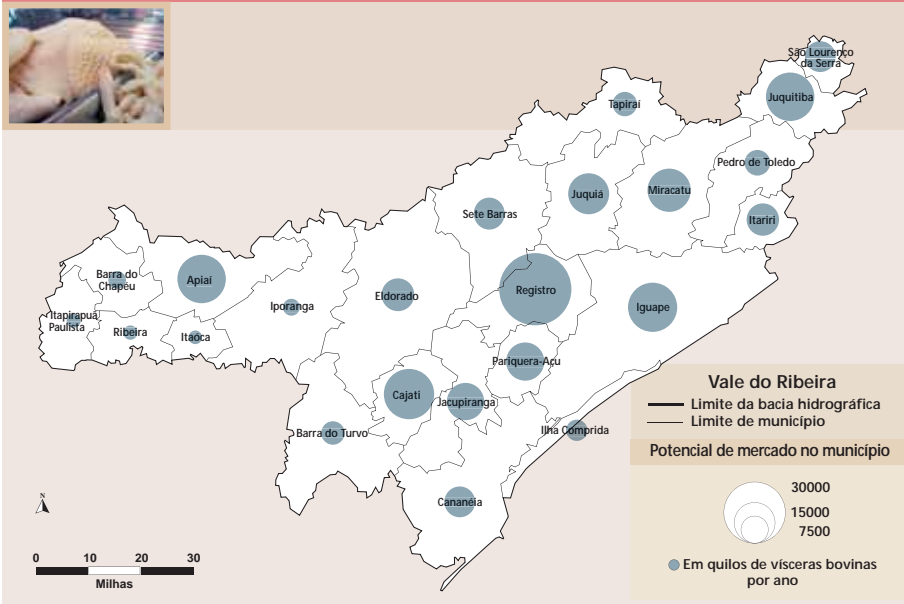 São Lourenço
da Serra
Juquitiba
Tapiraí
Pedro de Toledo
Juquiá
Miracatu
Sete Barras
Itariri
Barra do
Chapéu
Apiaí
Registro
Eldorado
Iporanga
Iguape
Itapirapuá
Paulista
Ribeira
Itaóca
Pariquera-Açu
Cajati
Jacupiranga
Barra do Turvo
Ilha Comprida
Cananéia
Vale do Ribeira
Limite da bacia hidrográfica
Limite de município
Potencial de mercado no município
30000
15000
7500
Em quilos de vísceras bovinas
por ano
N
0 10 20 30
Milhas